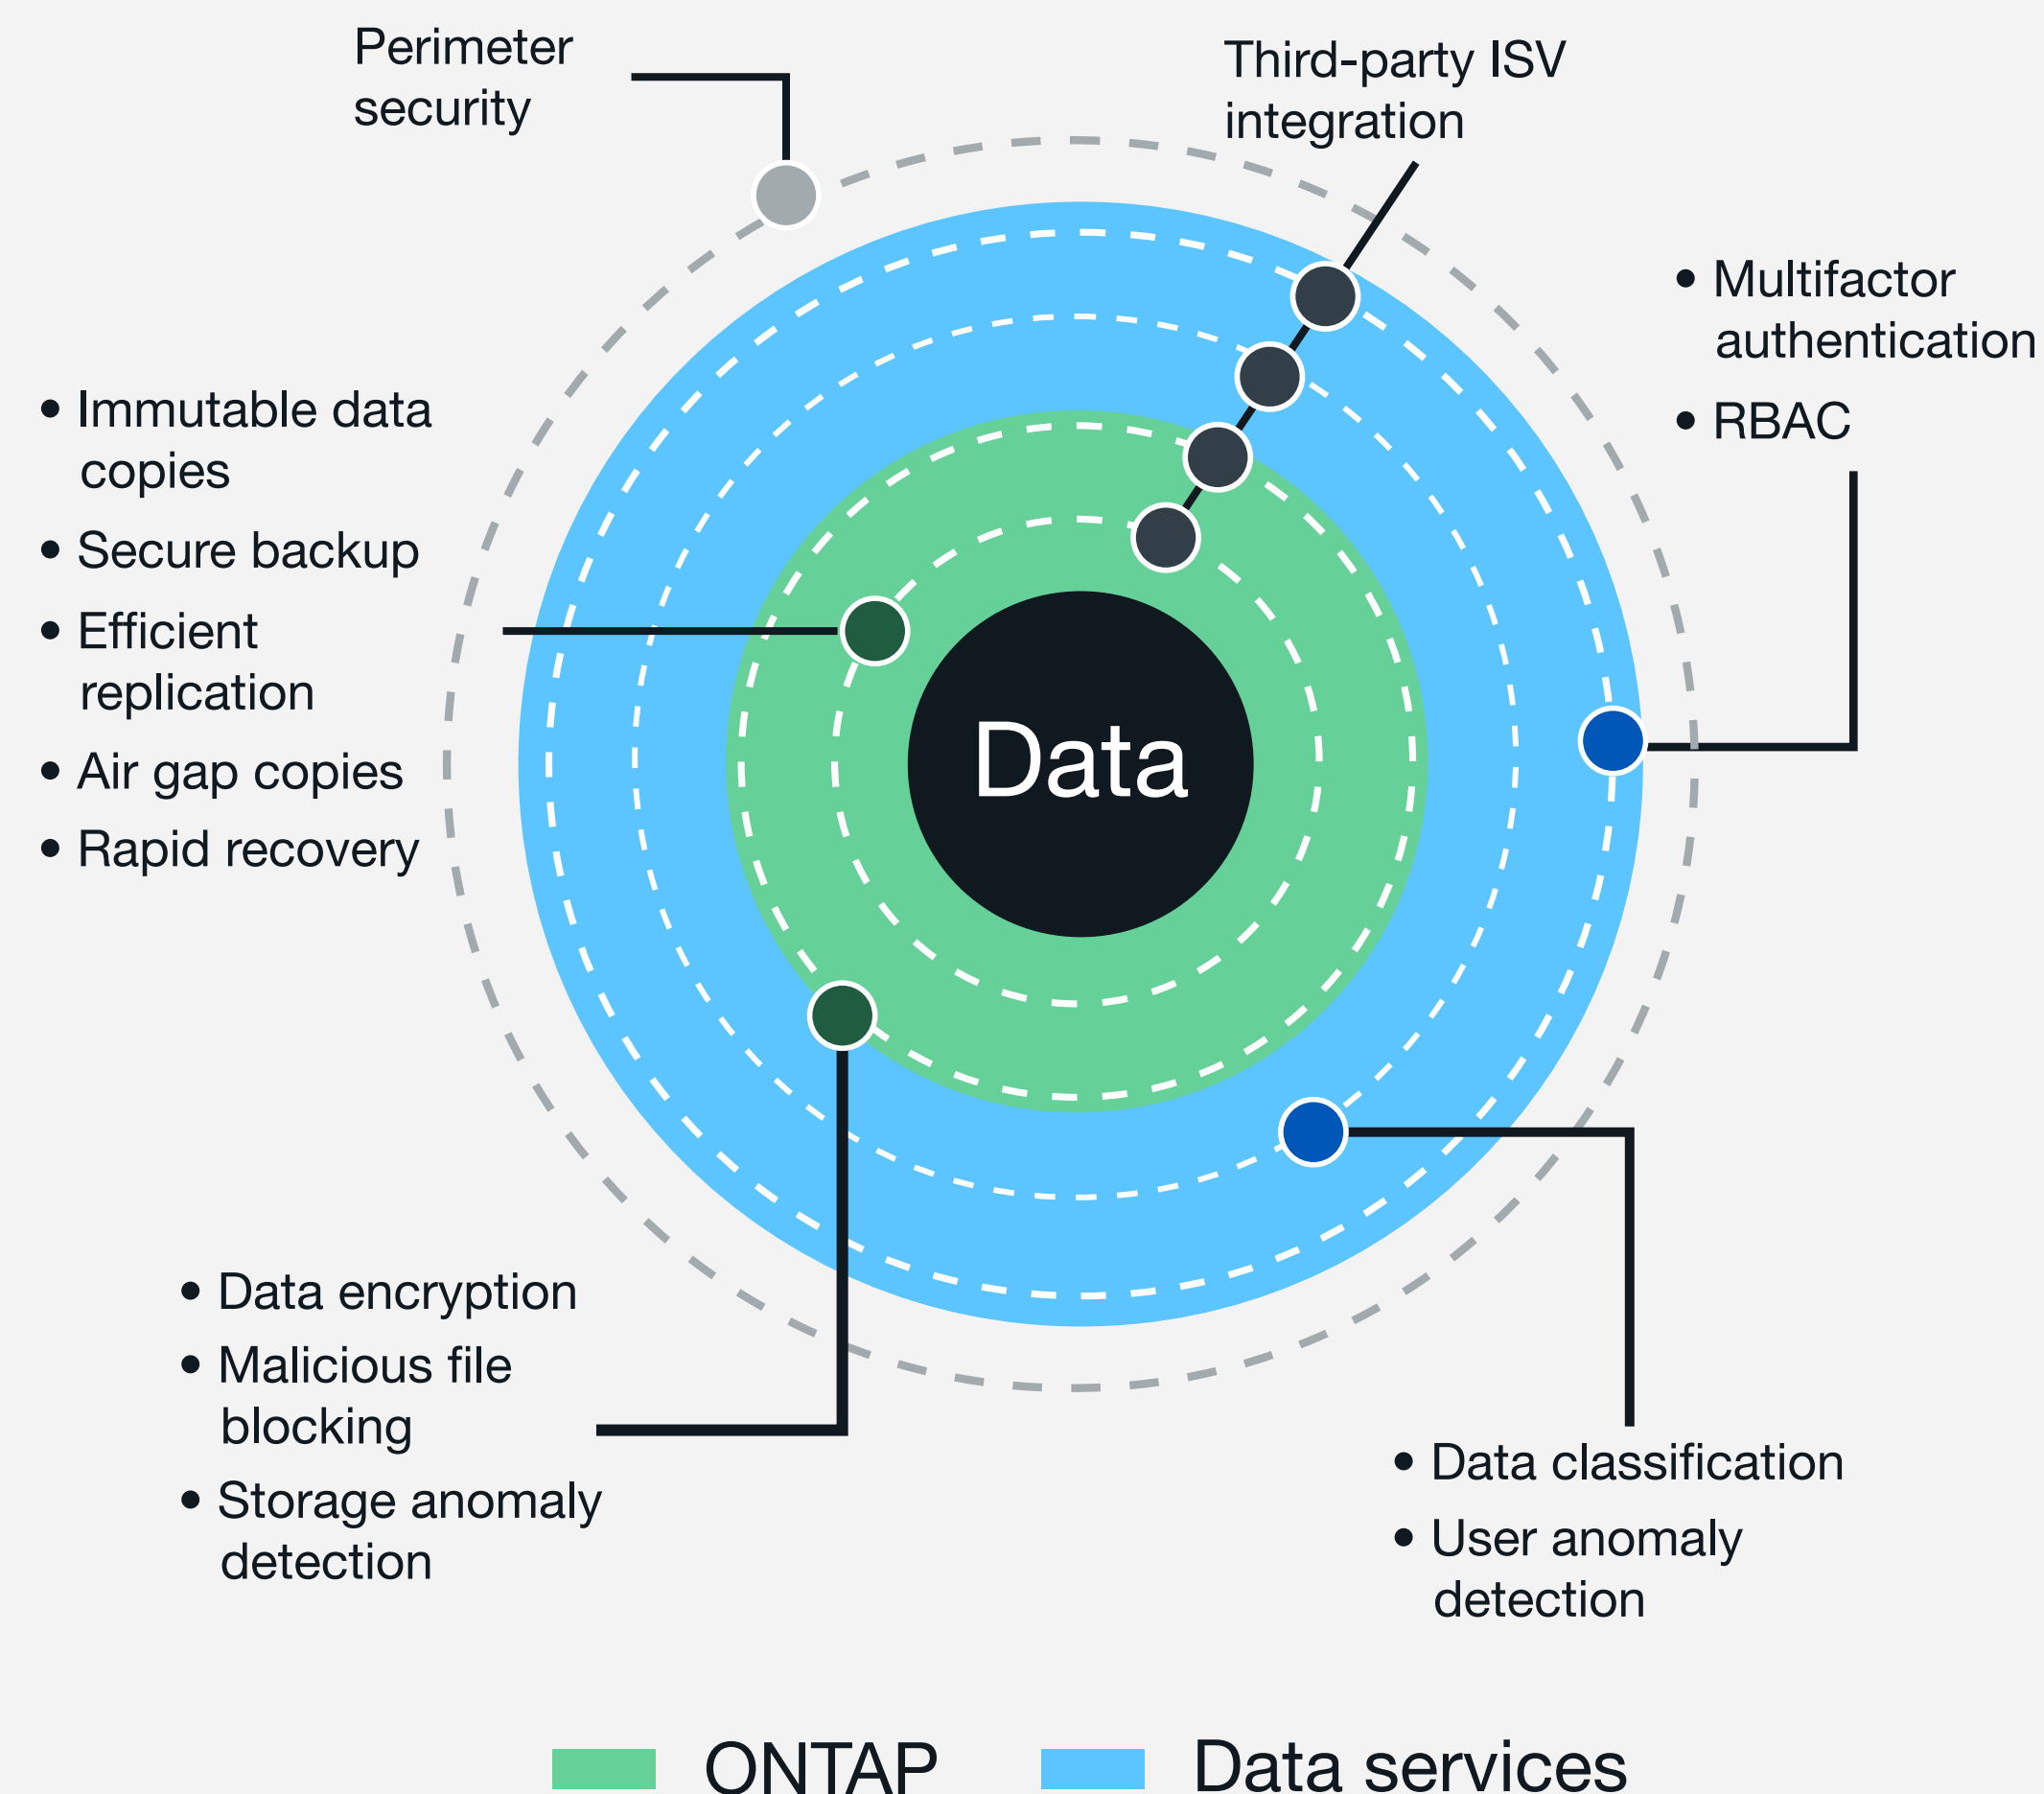 Perimeter
security
Third-party ISV
integration
• Multifactor
authentication
• RBAC
• Immutable data
copies
• Secure backup
• Efficient
replication
• Air gap copies
• Rapid recovery
Data
• Data encryption
• Malicious file
blocking
• Storage anomaly
detection
• Data classification
• User anomaly
detection
ONTAP
Data services